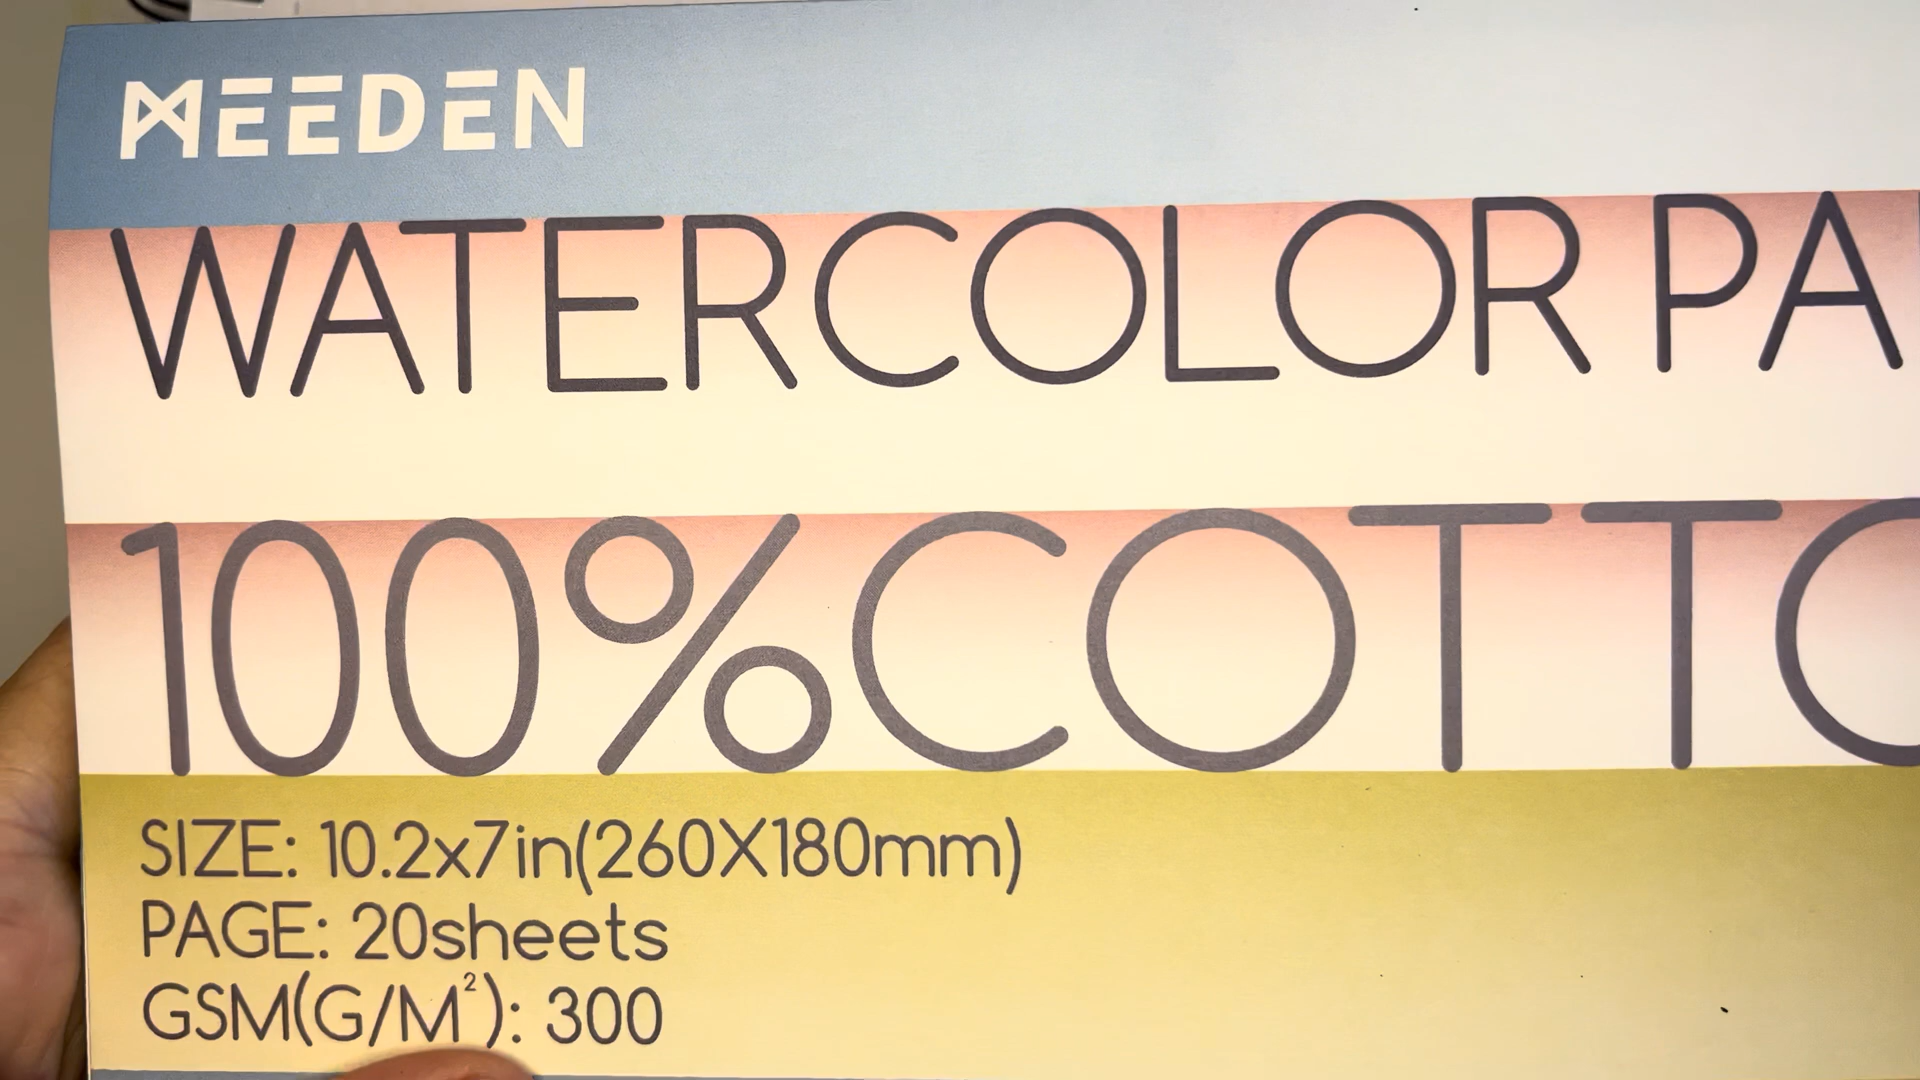 MEEDEN
WATERCOLOR PA
100%COTTO
SIZE: 10.2x7in(260X180mm)
PAGE: 20sheets
GSM(G/M²): 300